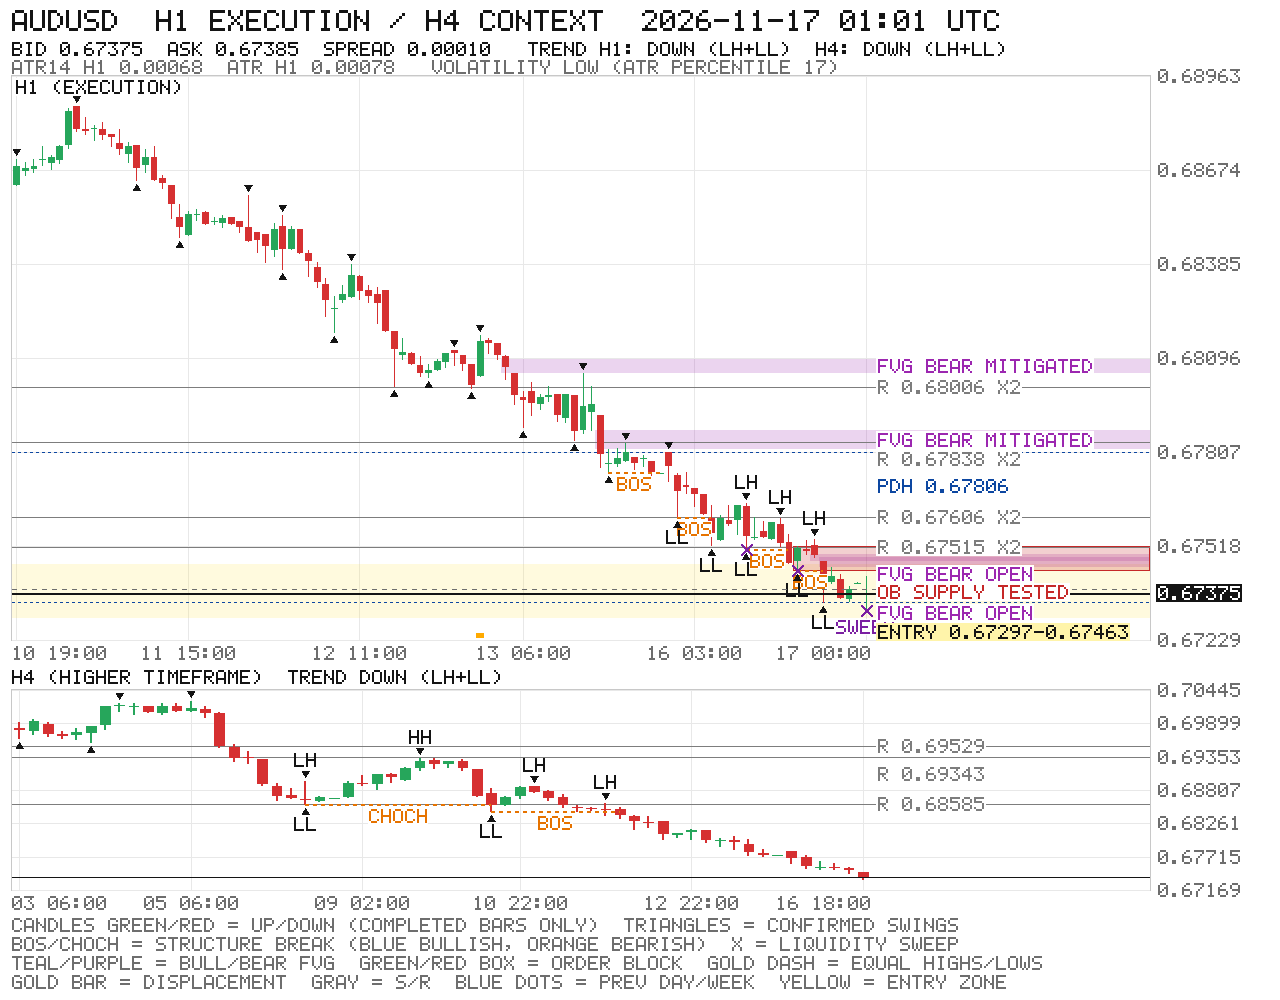 AUDUSD H1 EXECUTION / H4 CONTEXT 2026-11-17 01:01 UTC
BID 0.67375 ASK 0.67385 SPREAD 0.00010 TREND H1: DOWN (LH+LL) H4: DOWN (LH+LL)
ATR14 H1 0.00068 ATR H1 0.00078 VOLATILITY LOW (ATR PERCENTILE 17)
H1 (EXECUTION)
0.68963
0.68674
0.68385
0.68096
FVG BEAR MITIGATED
R 0.68006 X2
FVG BEAR MITIGATED
0.67807
R 0.67838 X2
BOS
LH
PDH 0.67806
LH
LH
R 0.67606 X2
BOS
LL
R 0.67515 X2
0.67518
LL
LL
BOS
FVG BEAR OPEN
BOS
LL
OB SUPPLY TESTED
0.67375
FVG BEAR OPEN
LL
SWEE
ENTRY 0.67297-0.67463
0.67229
10 19:00 11 15:00 12 11:00 13 06:00 16 03:00 17 00:00
H4 (HIGHER TIMEFRAME) TREND DOWN (LH+LL)
0.70445
0.69899
HH
R 0.69529
LH
0.69353
LH
R 0.69343
LH
0.68807
R 0.68585
CHOCH
LL
LL
BOS
0.68261
0.67715
0.67169
03 06:00 05 06:00 09 02:00 10 22:00 12 22:00 16 18:00
CANDLES GREEN/RED = UP/DOWN (COMPLETED BARS ONLY) TRIANGLES = CONFIRMED SWINGS
BOS/CHOCH = STRUCTURE BREAK (BLUE BULLISH, ORANGE BEARISH) X = LIQUIDITY SWEEP
TEAL/PURPLE = BULL/BEAR FVG GREEN/RED BOX = ORDER BLOCK GOLD DASH = EQUAL HIGHS/LOWS
GOLD BAR = DISPLACEMENT GRAY = S/R BLUE DOTS = PREV DAY/WEEK YELLOW = ENTRY ZONE